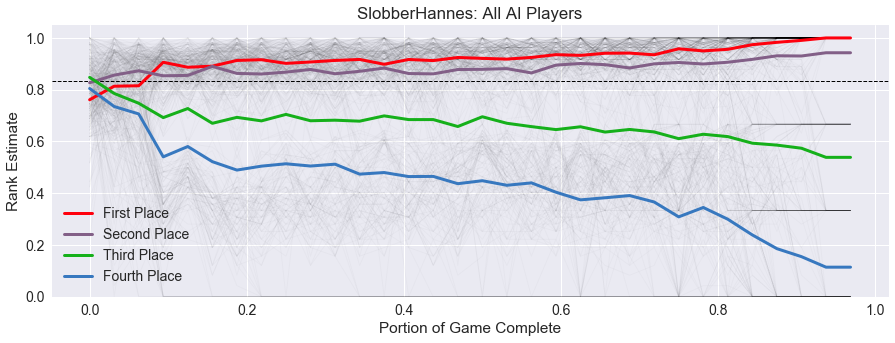 SlobberHannes: All AI Players
Rank Estimate
1.0
0.8
0.6
0.4
0.2
0.0
First Place
Second Place
Third Place
Fourth Place
0.0 0.2 0.4 0.6 0.8 1.0
Portion of Game Complete